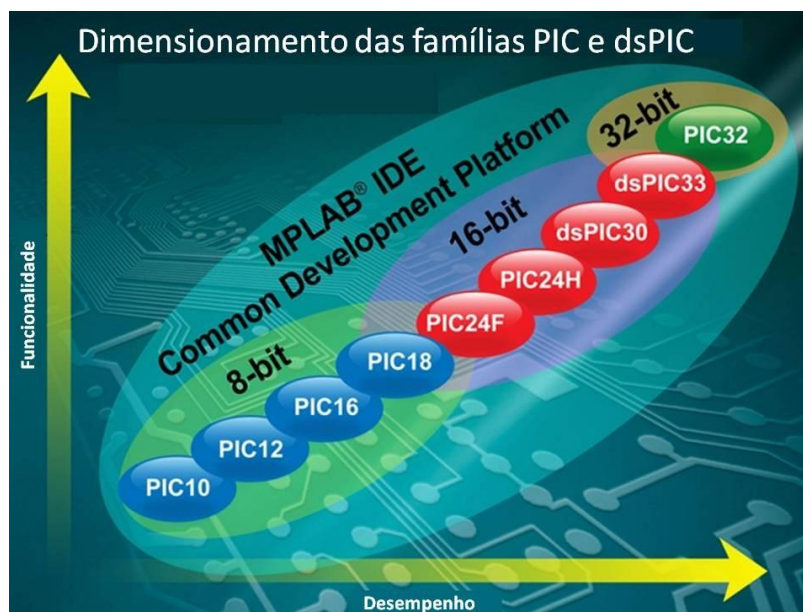 Dimensionamento das famílias PIC e dsPIC
Funcionalidade
MPLAB® IDE
Common Development Platform
32-bit
PIC32
dsPIC33
16-bit
dsPIC30
PIC24H
PIC24F
8-bit
PIC18
PIC16
PIC12
PIC10
Desempenho